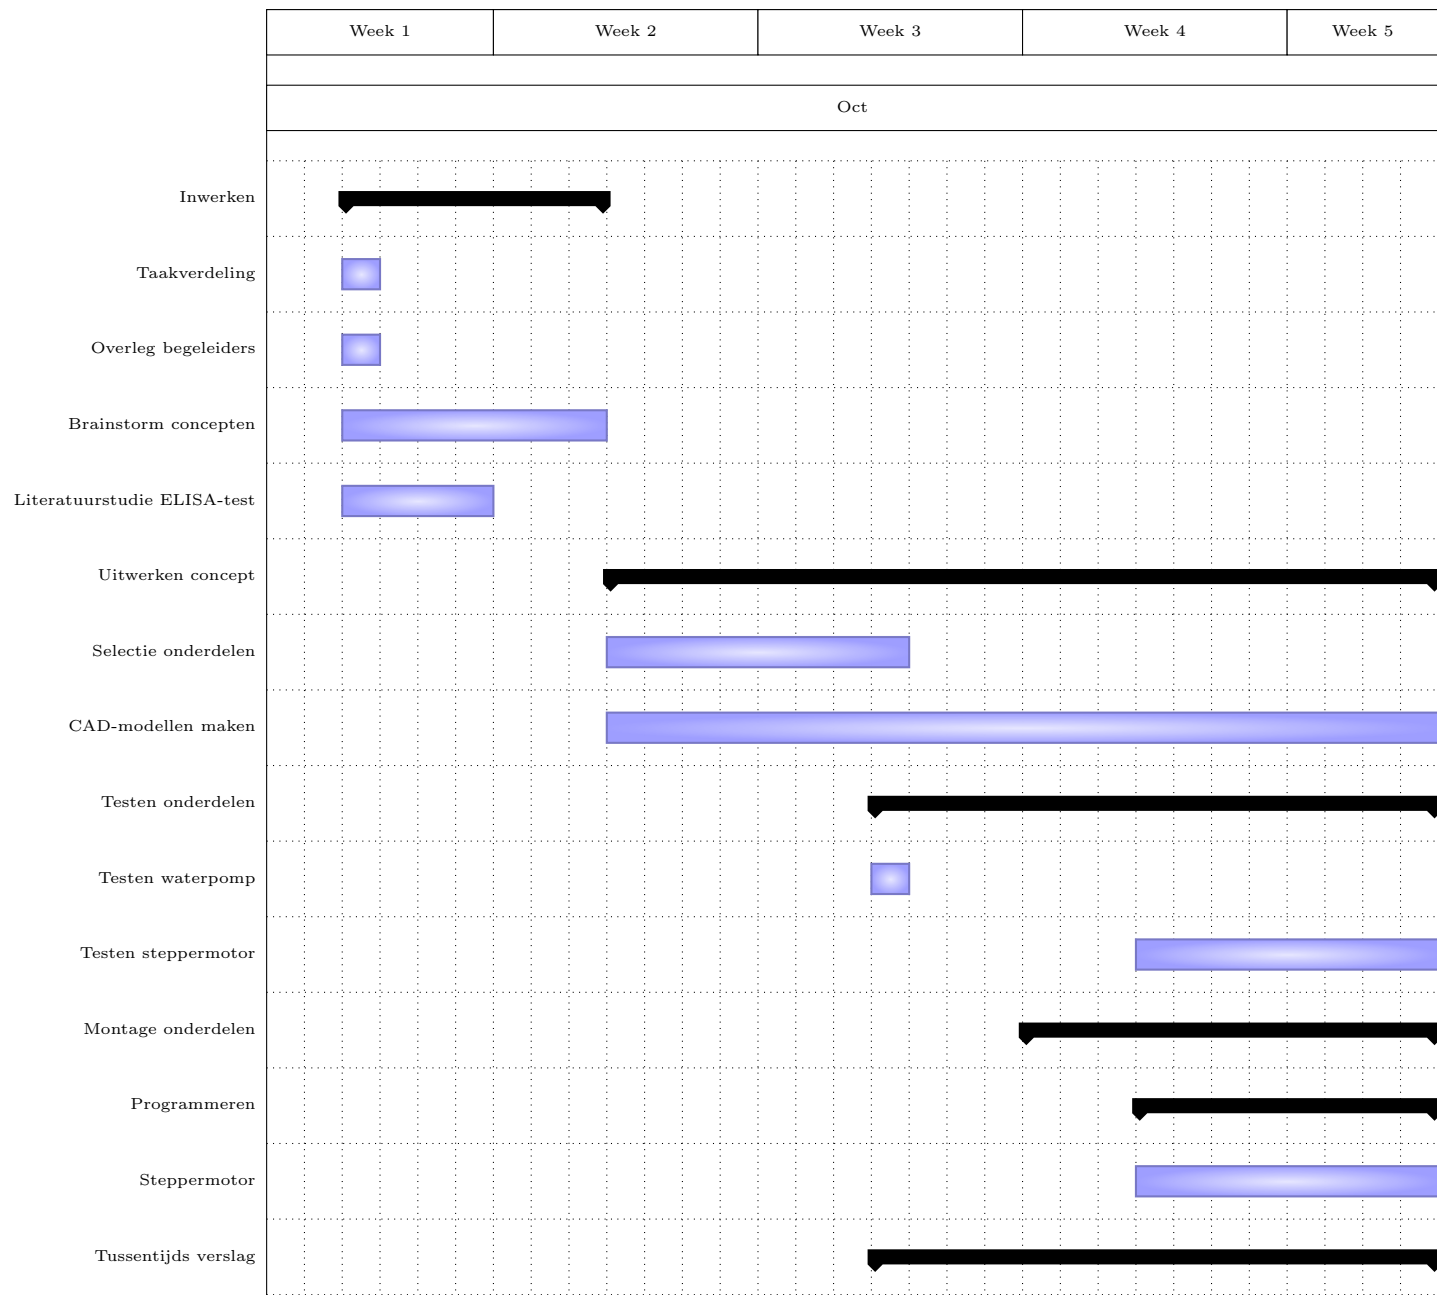 Week 1 Week 2 Week 3 Week 4 Week 5
Oct
Inwerken
Taakverdeling
Overleg begeleiders
Brainstorm concepten
Literatuurstudie ELISA-test
Uitwerken concept
Selectie onderdelen
CAD-modellen maken
Testen onderdelen
Testen waterpomp
Testen steppermotor
Montage onderdelen
Programmeren
Steppermotor
Tussentijds verslag